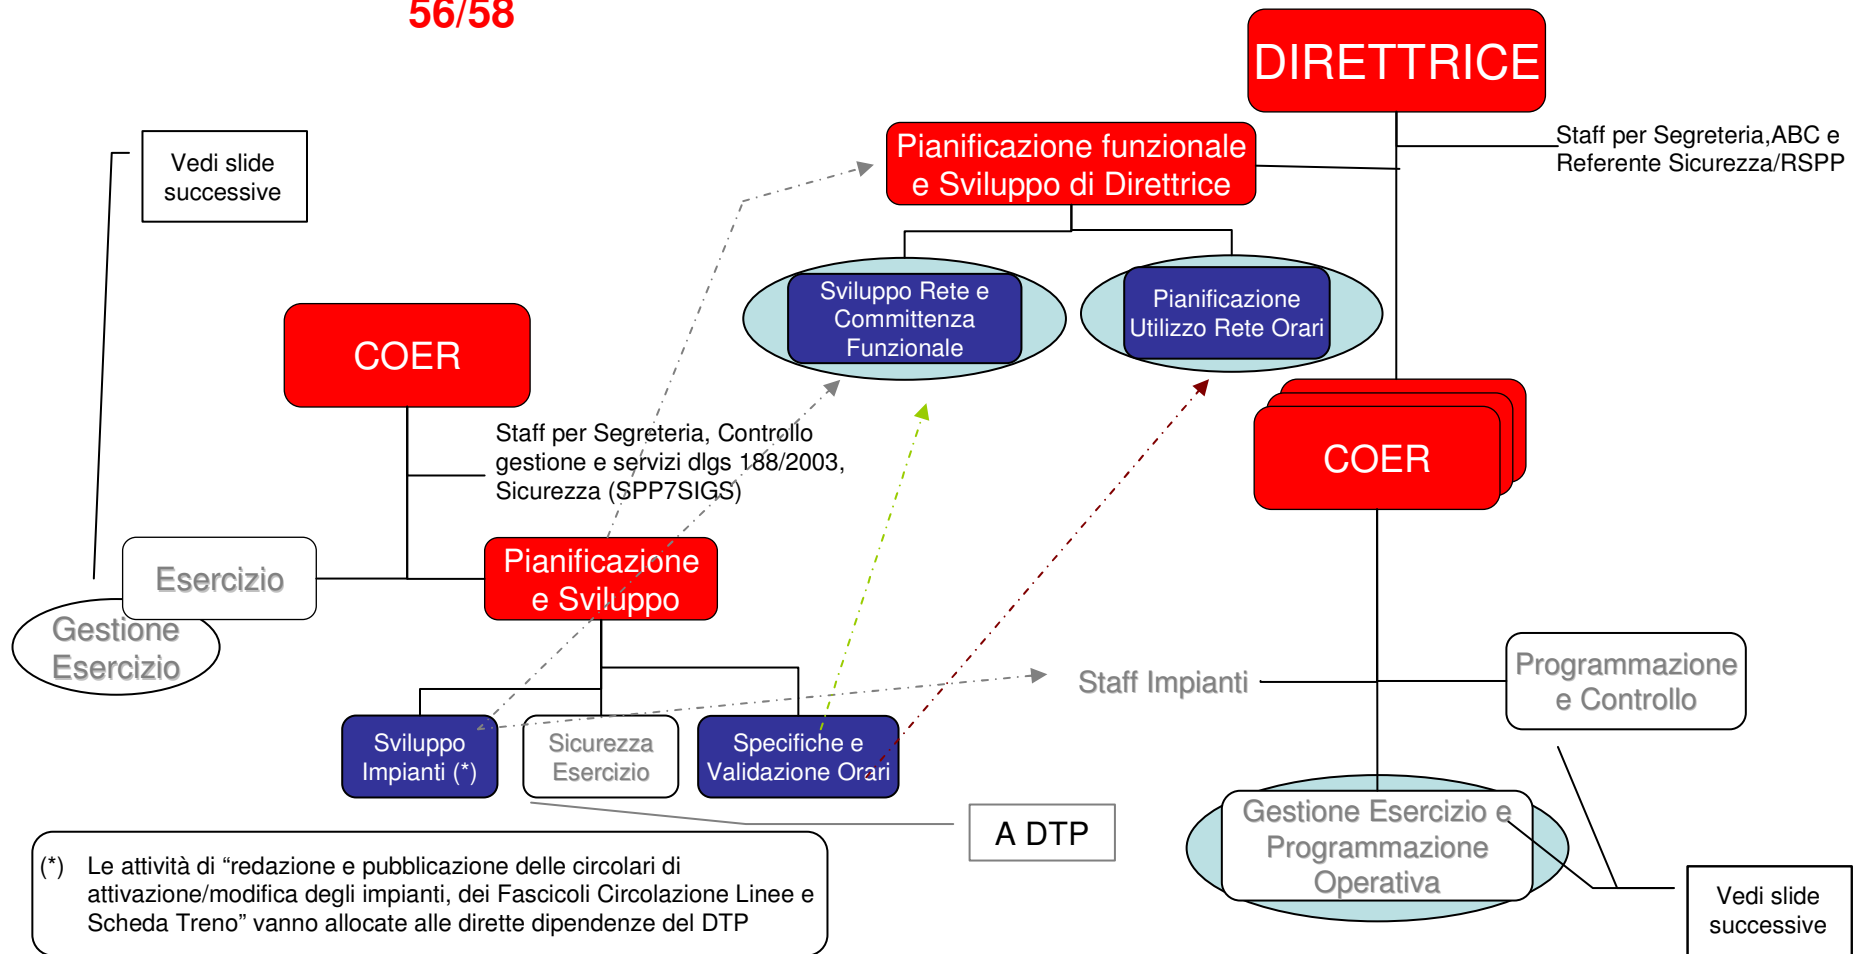 56/58
DIRETTRICE
Staff per Segreteria,ABC e
Referente Sicurezza/RSPP
Pianificazione funzionale
e Sviluppo di Direttrice
Vedi slide
successive
Sviluppo Rete e
Committenza
Funzionale
Pianificazione
Utilizzo Rete Orari
COER
Staff per Segreteria, Controllo
gestione e servizi dlgs 188/2003,
Sicurezza (SPP7SIGS)
COER
Esercizio
Gestione
Esercizio
Pianificazione
e Sviluppo
Staff Impianti
Programmazione
e Controllo
Sviluppo
Impianti (*)
Sicurezza
Esercizio
Specifiche e
Validazione Orari
A DTP
Gestione Esercizio e
Programmazione
Operativa
(*) Le attività di “redazione e pubblicazione delle circolari di
attivazione/modifica degli impianti, dei Fascicoli Circolazione Linee e
Scheda Treno” vanno allocate alle dirette dipendenze del DTP
Vedi slide
successive